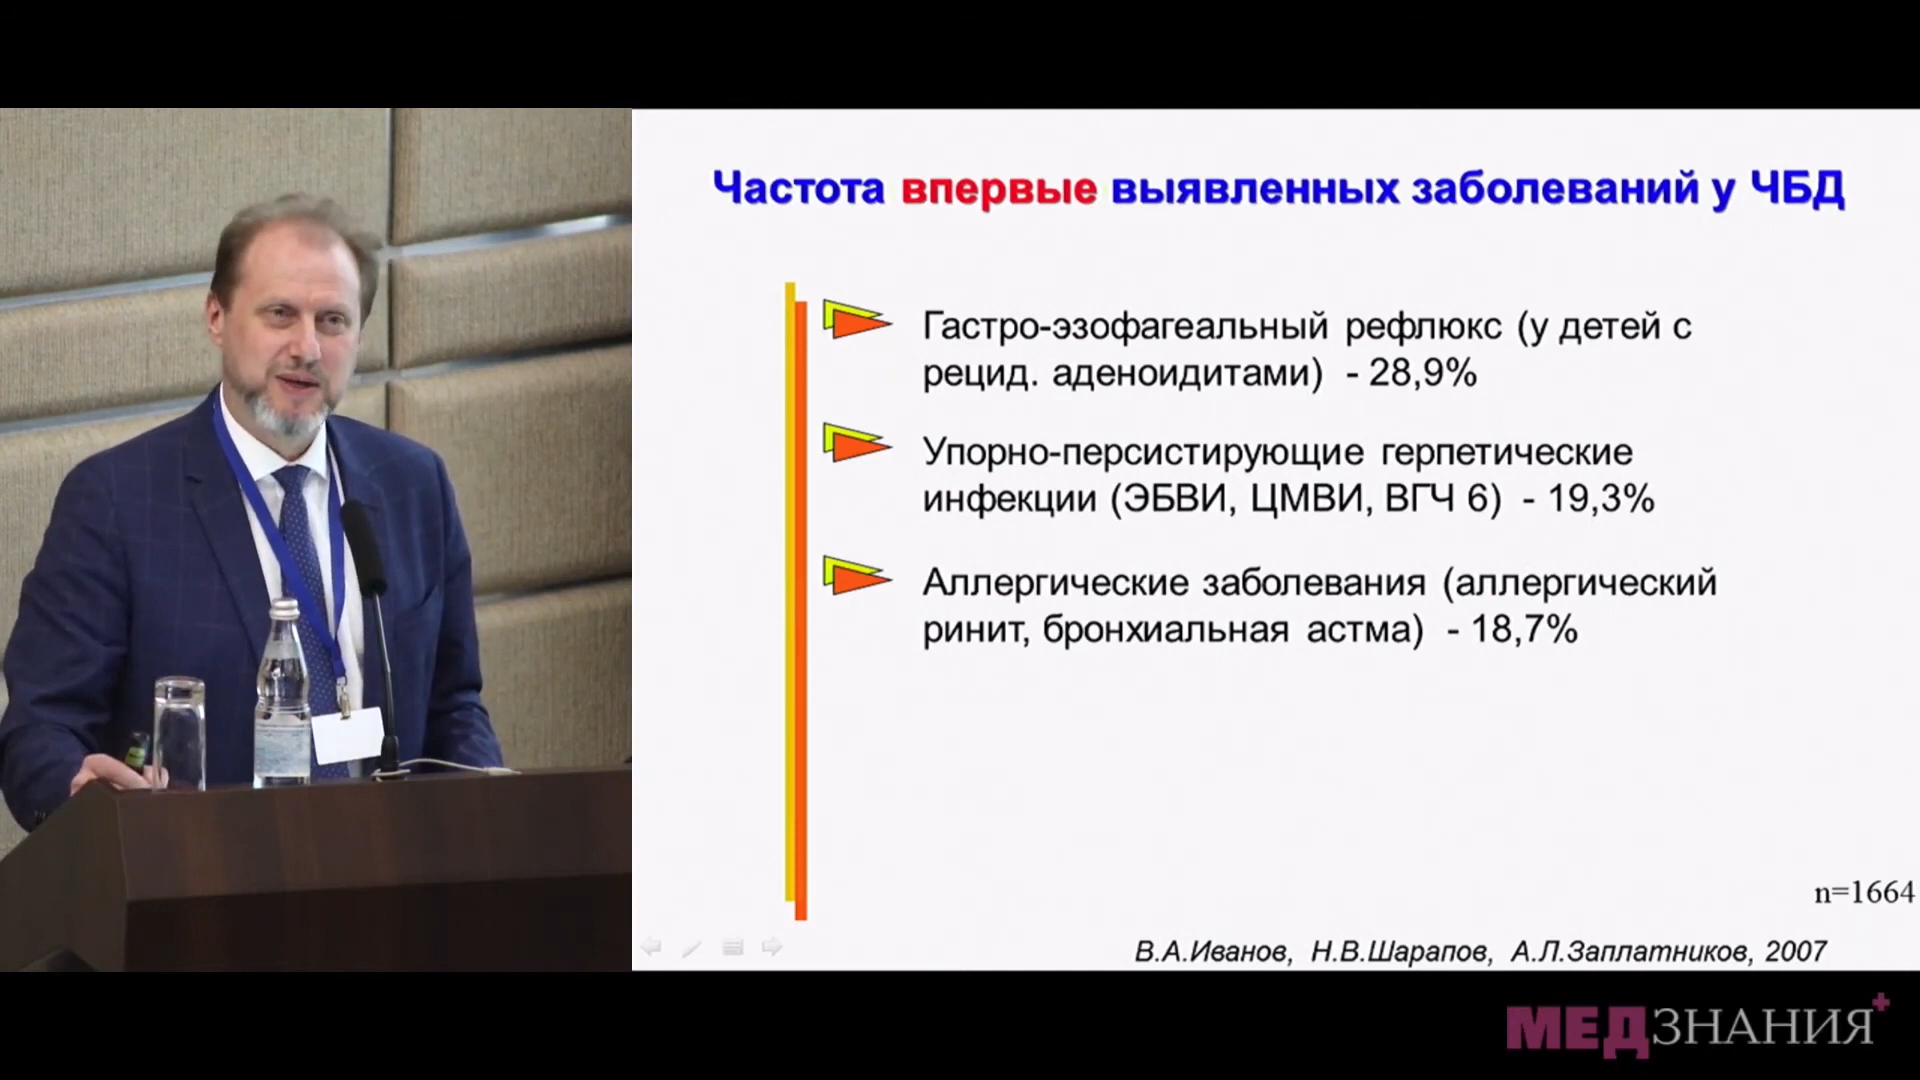 Частота впервые выявленных заболеваний у ЧБД
Гастро-эзофагеальный рефлюкс (у детей с
рецид. аденоидитами) - 28,9%
Упорно-персистирующие герпетические
инфекции (ЭБВИ, ЦМВИ, ВГЧ 6) - 19,3%
Аллергические заболевания (аллергический
ринит, бронхиальная астма) - 18,7%
n=1664
В.А.Иванов, Н.В.Шарапов, А.Л.Заплатников, 2007
МЕДЗНАНИЯ+